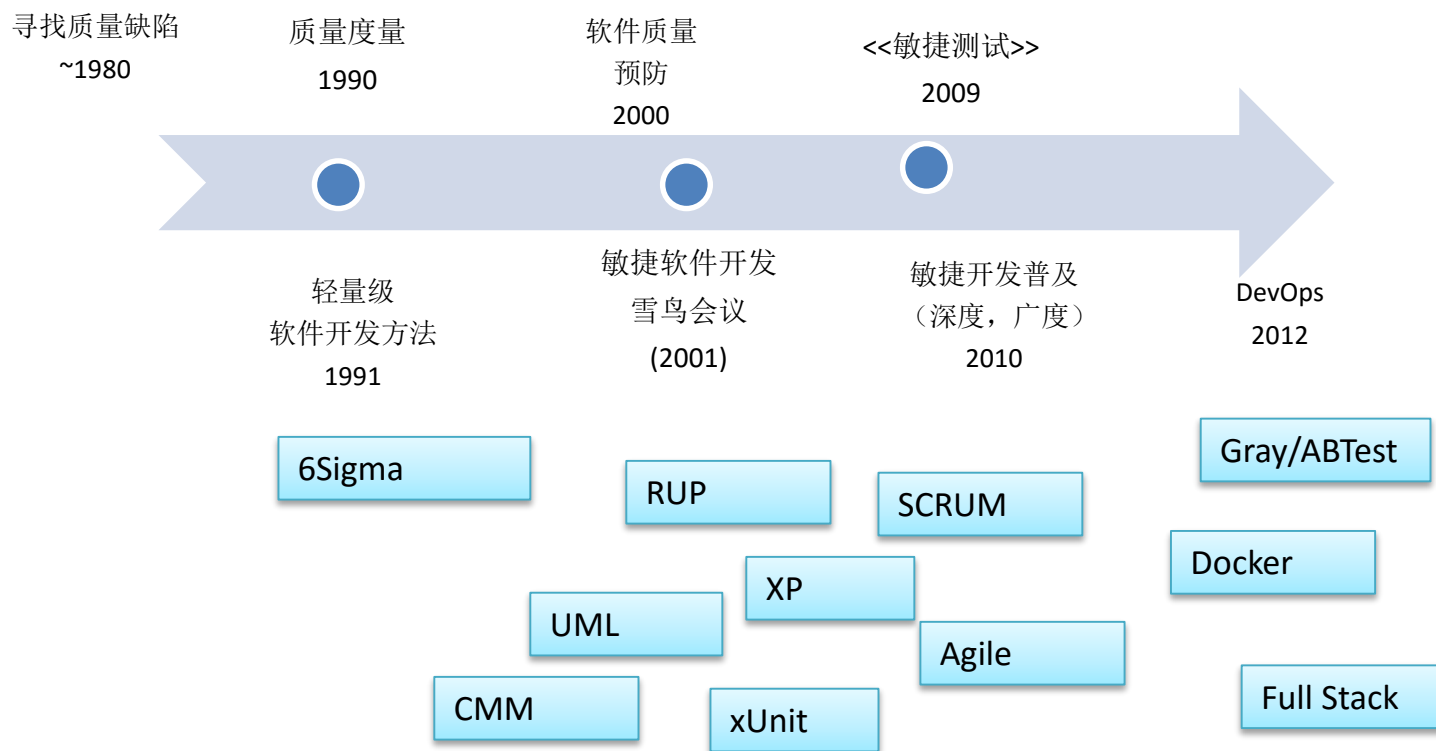 寻找质量缺陷
~1980
质量度量
1990
软件质量
预防
2000
<<敏捷测试>>
2009
轻量级
软件开发方法
1991
敏捷软件开发
雪鸟会议
(2001)
敏捷开发普及
（深度，广度）
2010
DevOps
2012
6Sigma
RUP
SCRUM
Gray/ABTest
XP
Docker
UML
Agile
CMM
xUnit
Full Stack